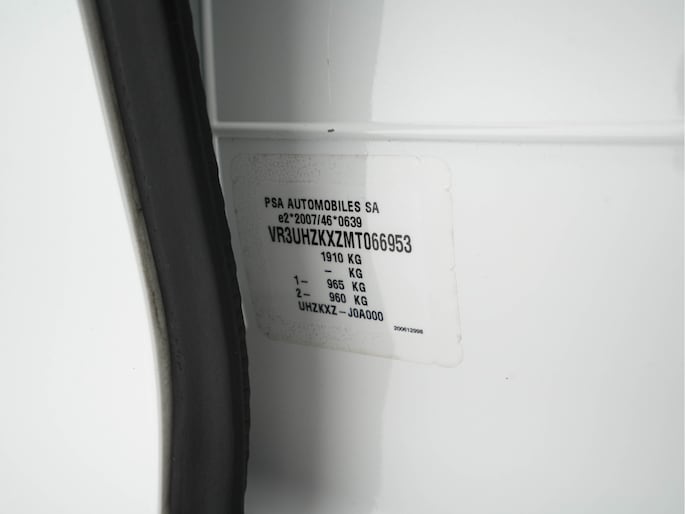 PSA AUTOMOBILES SA
e2*2007/46*0639
VR3UHZKXZMT066953
1910 KG
– KG
1– 965 KG
2– 960 KG
UHZKXZ–J0A000
200612998